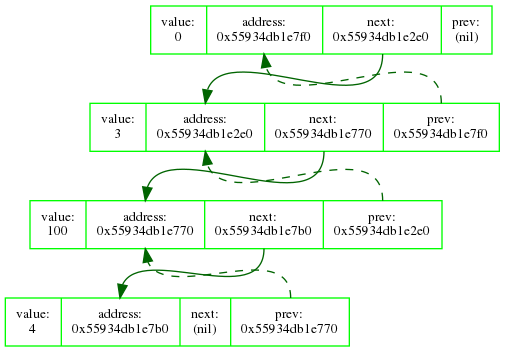 value: address: next: prev:
0 0x55934db1e7f0 0x55934db1e2e0 (nil)
value: address: next: prev:
3 0x55934db1e2e0 0x55934db1e770 0x55934db1e7f0
value: address: next: prev:
100 0x55934db1e770 0x55934db1e7b0 0x55934db1e2e0
value: address: next: prev:
4 0x55934db1e7b0 (nil) 0x55934db1e770